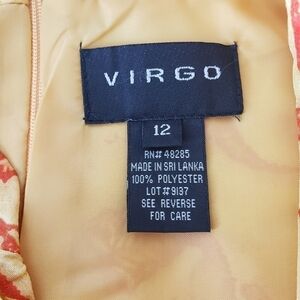 VIRGO
12
RN# 48285
MADE IN SRI LANKA
100% POLYESTER
LOT#9137
SEE REVERSE
FOR CARE